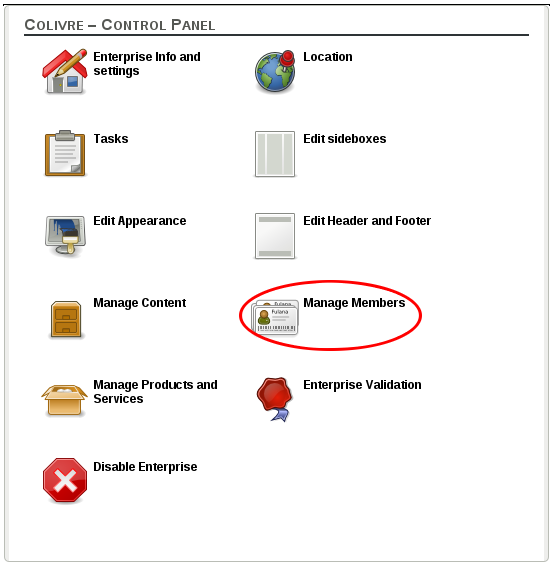 Colivre – Control Panel
Enterprise Info and
settings
Location
Tasks
Edit sideboxes
Edit Appearance
Edit Header and Footer
Manage Content
Fulana
Fulana
Manage Members
Manage Products and
Services
Enterprise Validation
Disable Enterprise